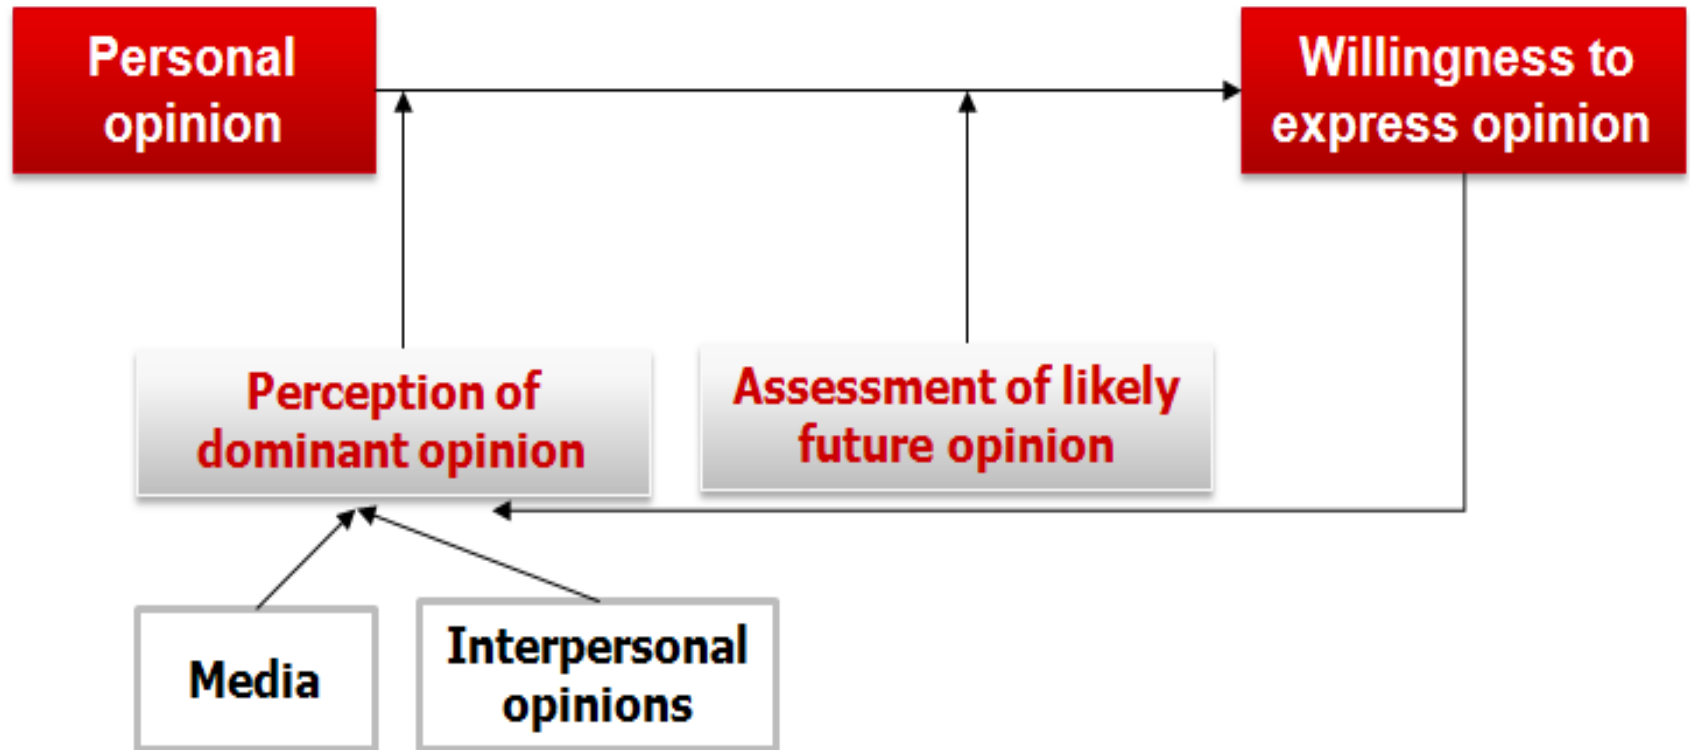 Personal
opinion
Willingness to
express opinion
Perception of
dominant opinion
Assessment of likely
future opinion
Media
Interpersonal
opinions